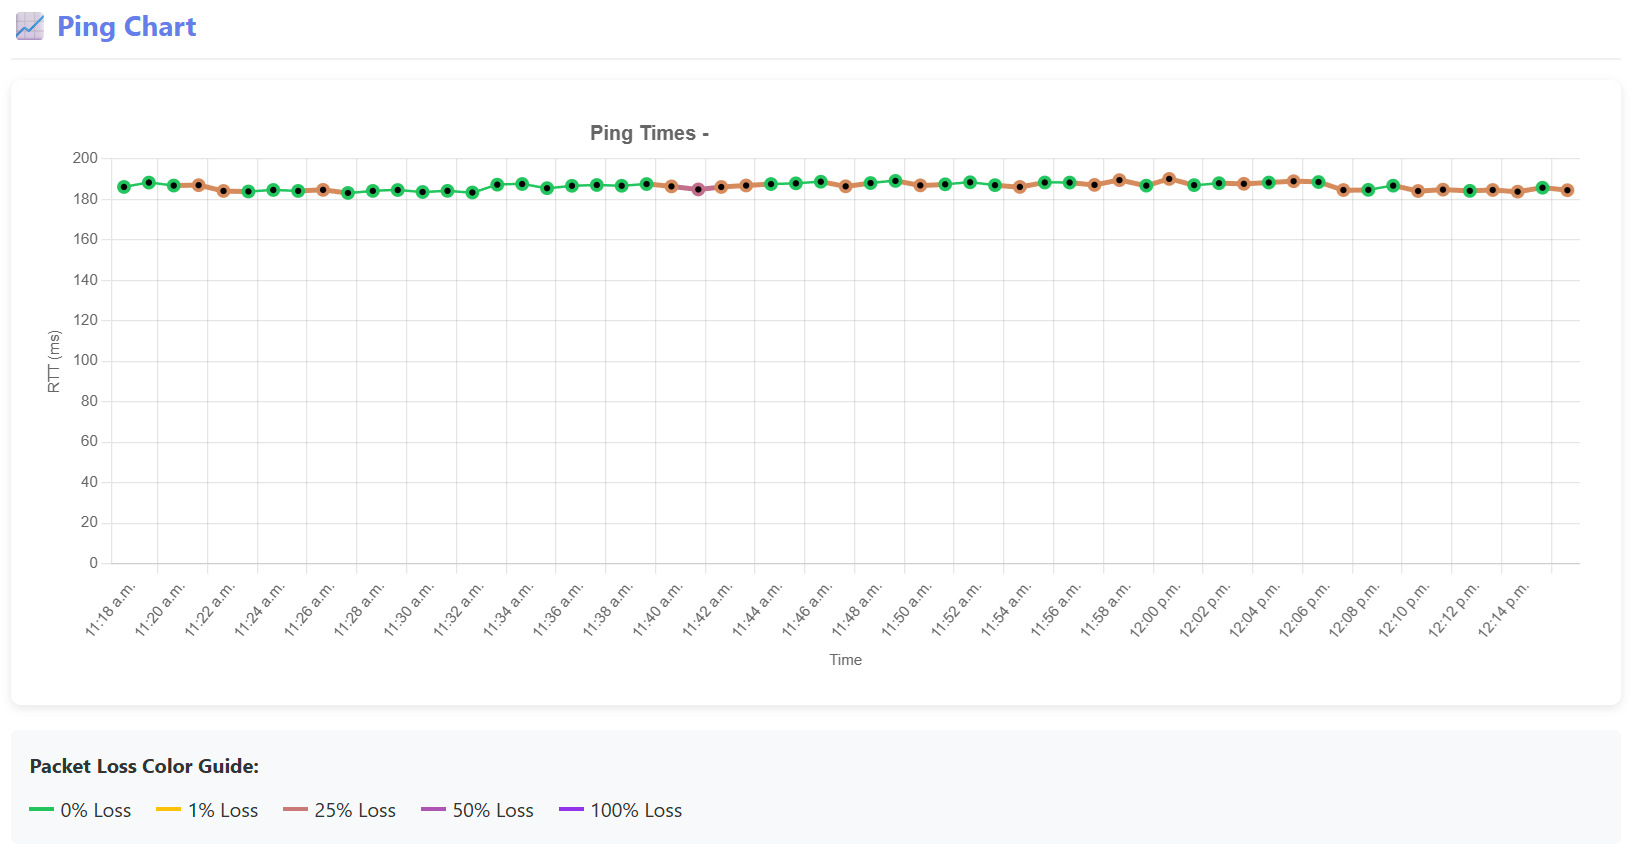 Ping Chart
Ping Times -
200
180
160
140
120
100
80
60
40
20
0
RTT (ms)
11:18 a.m.
11:20 a.m.
11:22 a.m.
11:24 a.m.
11:26 a.m.
11:28 a.m.
11:30 a.m.
11:32 a.m.
11:34 a.m.
11:36 a.m.
11:38 a.m.
11:40 a.m.
11:42 a.m.
11:44 a.m.
11:46 a.m.
11:48 a.m.
11:50 a.m.
11:52 a.m.
11:54 a.m.
11:56 a.m.
11:58 a.m.
12:00 p.m.
12:02 p.m.
12:04 p.m.
12:06 p.m.
12:08 p.m.
12:10 p.m.
12:12 p.m.
12:14 p.m.
Time
Packet Loss Color Guide:
0% Loss 1% Loss 25% Loss 50% Loss 100% Loss